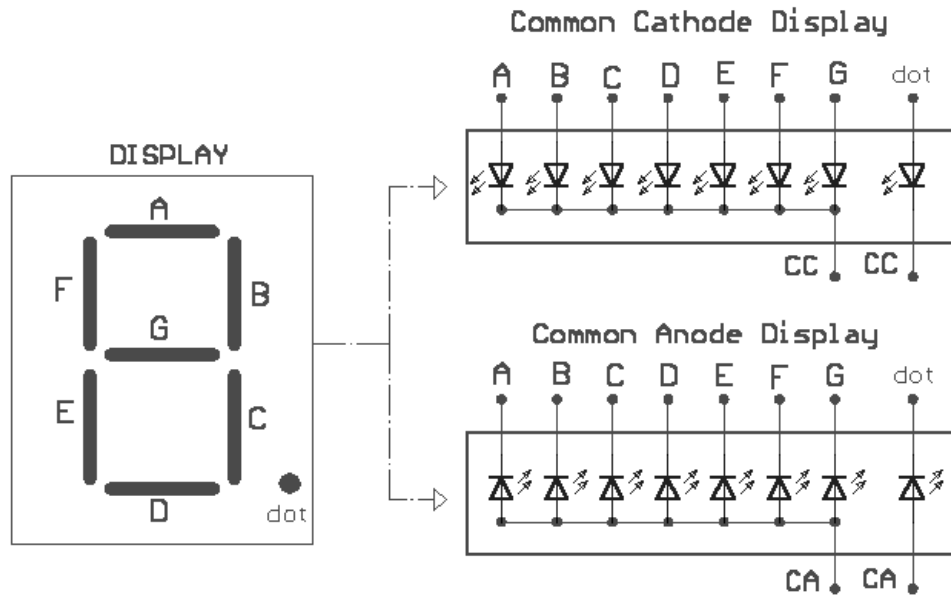 Common Cathode Display
A B C D E F G dot
CC CC
DISPLAY
A
F
B
G
E
C
D
dot
Common Anode Display
A B C D E F G dot
CA CA